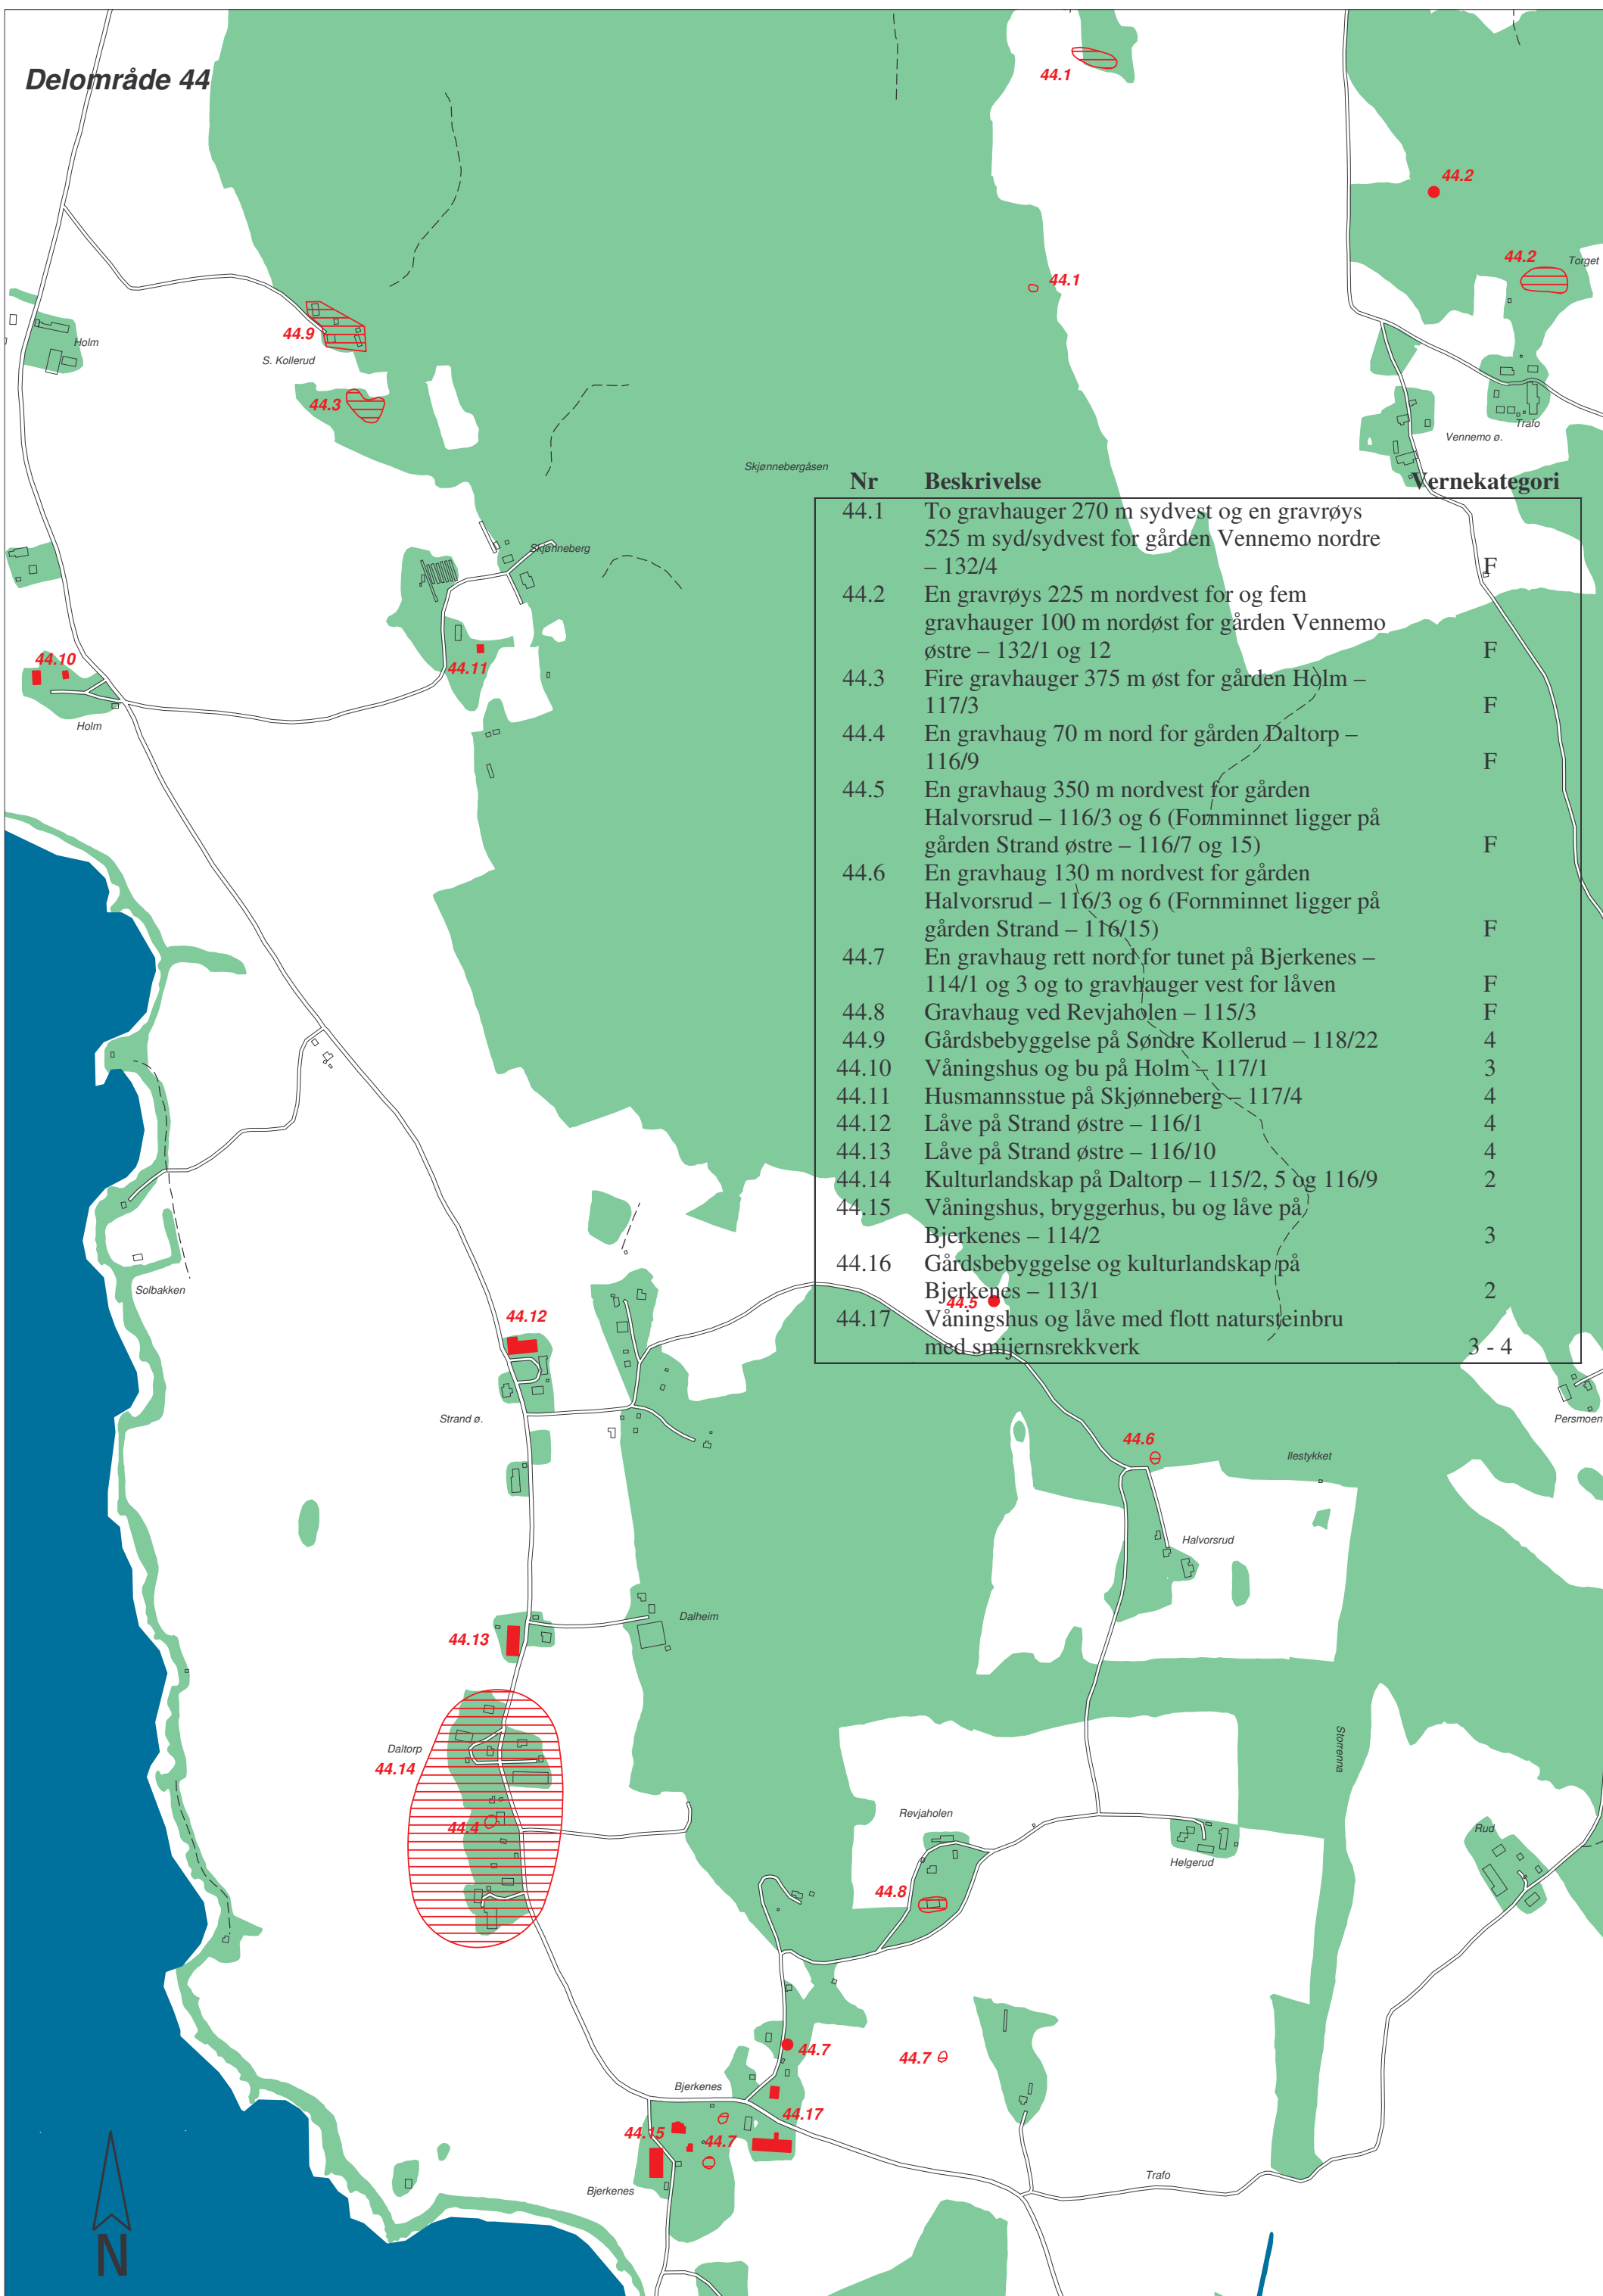 Delområde 44
44.1
44.2
44.2
Torget
44.1
44.9
Holm
S. Kollerud
44.3
Trafo
Vennemo ø.
Skjønnebergåsen
Nr Beskrivelse Vernekategori
44.1 To gravhauger 270 m sydvest og en gravrøys
525 m syd/sydvest for gården Vennemo nordre
– 132/4 F
44.2 En gravrøys 225 m nordvest for og fem
gravhauger 100 m nordøst for gården Vennemo
østre – 132/1 og 12 F
44.3 Fire gravhauger 375 m øst for gården Holm –
117/3 F
44.4 En gravhaug 70 m nord for gården Daltorp –
116/9 F
44.5 En gravhaug 350 m nordvest for gården
Halvorsrud – 116/3 og 6 (Fornminnet ligger på
gården Strand østre – 116/7 og 15) F
44.6 En gravhaug 130 m nordvest for gården
Halvorsrud – 116/3 og 6 (Fornminnet ligger på
gården Strand – 116/15) F
44.7 En gravhaug rett nord for tunet på Bjerkenes –
114/1 og 3 og to gravhauger vest for låven F
44.8 Gravhaug ved Revjaholen – 115/3 F
44.9 Gårdsbebyggelse på Søndre Kollerud – 118/22 4
44.10 Våningshus og bu på Holm – 117/1 3
44.11 Husmannsstue på Skjønneberg – 117/4 4
44.12 Låve på Strand østre – 116/1 4
44.13 Låve på Strand østre – 116/10 4
44.14 Kulturlandskap på Daltorp – 115/2, 5 og 116/9 2
44.15 Våningshus, bryggerhus, bu og låve på
Bjerkenes – 114/2 3
44.16 Gårdsbebyggelse og kulturlandskap på
Bjerkenes – 113/1 2
44.17 Våningshus og låve med flott natursteinbru
med smijernsrekkverk 3 - 4
Skjønneberg
44.10
44.11
Holm
Solbakken
44.5
44.12
Strand ø.
Persmoen
44.6
Ilestykket
Halvorsrud
Dalheim
44.13
Storrenna
Daltorp
44.14
44.4
Revjaholen
Rud
Helgerud
44.8
44.7
44.7
Bjerkenes
44.17
44.15
44.7
Trafo
Bjerkenes
N